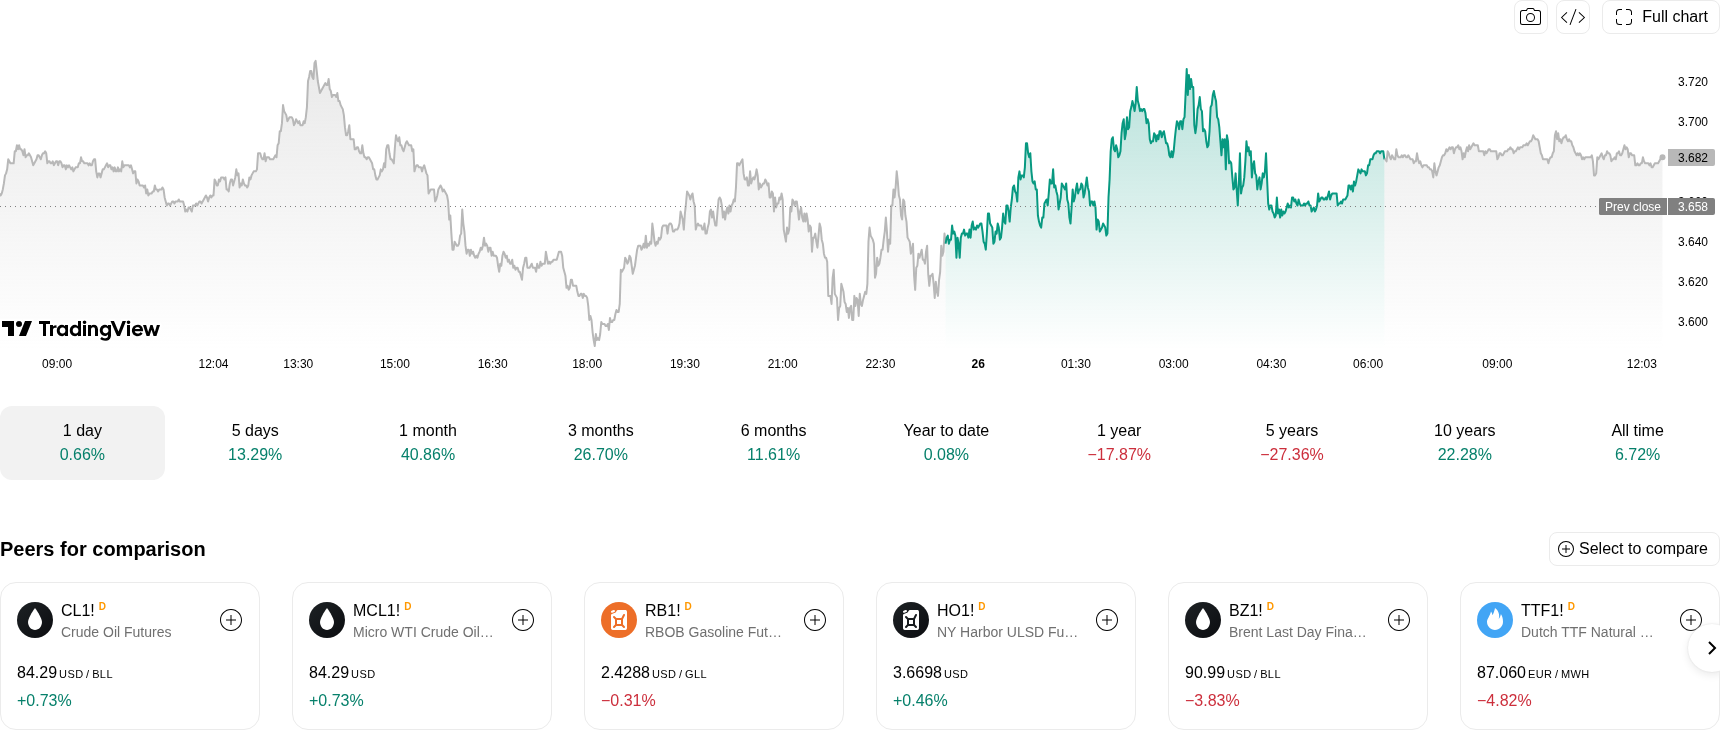 Full chart
3.720
3.700
3.682
Prev close 3.658
3.640
3.620
3.600
TradingView
09:00 12:04 13:30 15:00 16:30 18:00 19:30 21:00 22:30 26 01:30 03:00 04:30 06:00 09:00 12:03
1 day 5 days 1 month 3 months 6 months Year to date 1 year 5 years 10 years All time
0.66% 13.29% 40.86% 26.70% 11.61% 0.08% −17.87% −27.36% 22.28% 6.72%
Peers for comparison
Select to compare
CL1! D
Crude Oil Futures
84.29 USD / BLL
+0.73%
MCL1! D
Micro WTI Crude Oil…
84.29 USD
+0.73%
RB1! D
RBOB Gasoline Fut…
2.4288 USD / GLL
−0.31%
HO1! D
NY Harbor ULSD Fu…
3.6698 USD
+0.46%
BZ1! D
Brent Last Day Fina…
90.99 USD / BLL
−3.83%
TTF1! D
Dutch TTF Natural …
87.060 EUR / MWH
−4.82%